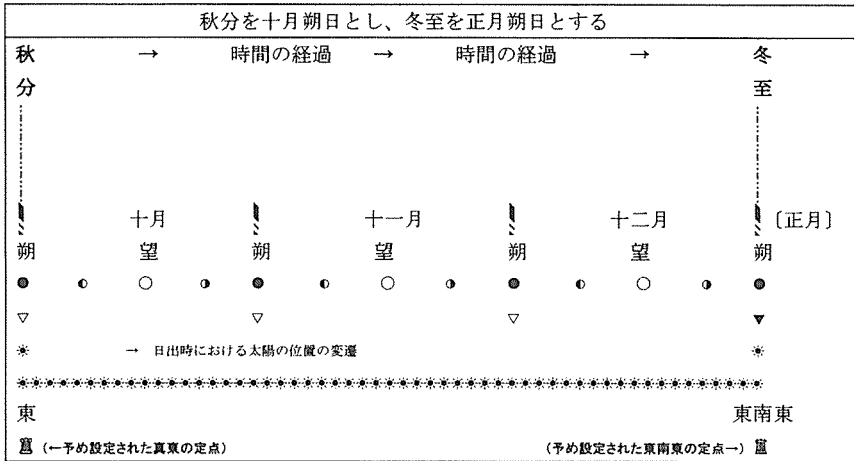 秋分を十月朔日とし、冬至を正月朔日とする
秋分 → 時間の経過 → 時間の経過 → 冬至
十月 十一月 十二月 〔正月〕
朔 望 朔 望 朔 望 朔
→ 日出時における太陽の位置の変遷
東 東南東
(←予め設定された真東の定点) (予め設定された東南東の定点→)